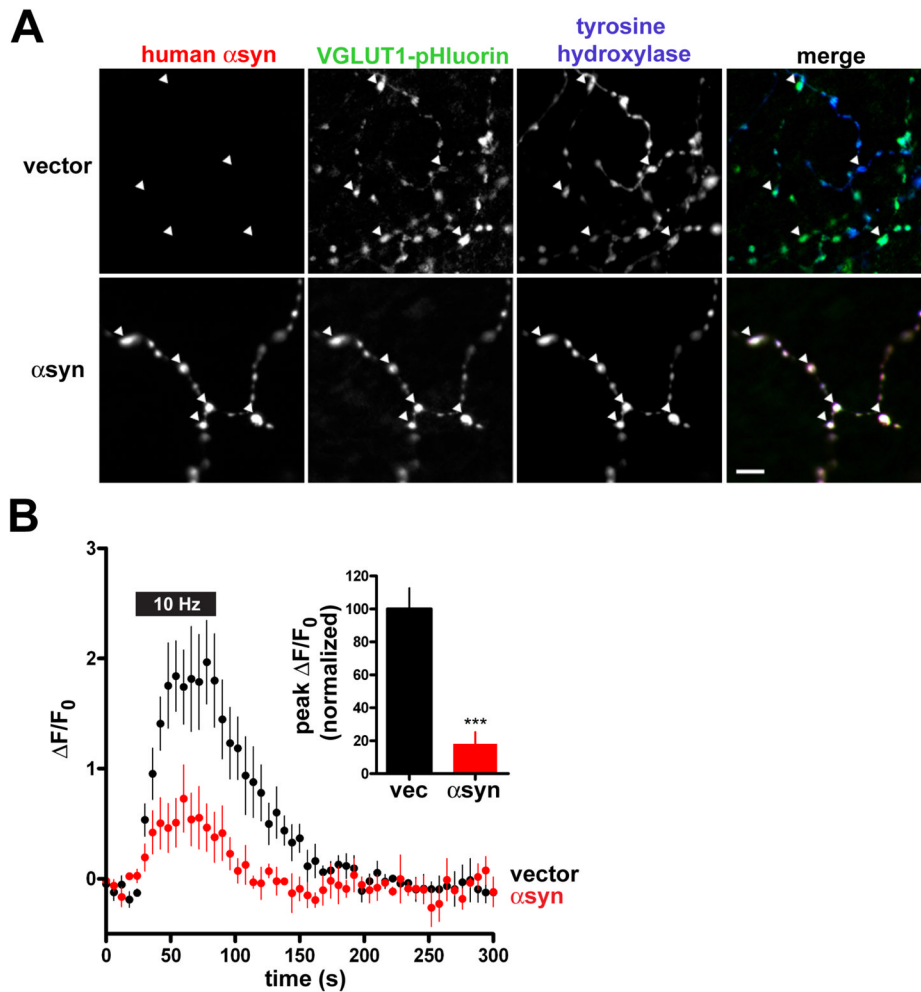 A
human αsyn
VGLUT1-pHluorin
tyrosine
hydroxylase
merge
vector
αsyn
B
3
2
1
0
ΔF/F0
10 Hz
120
100
80
60
40
20
0
peak ΔF/F0
(normalized)
***
vec
αsyn
vector
αsyn
0
50
100
150
200
250
300
time (s)